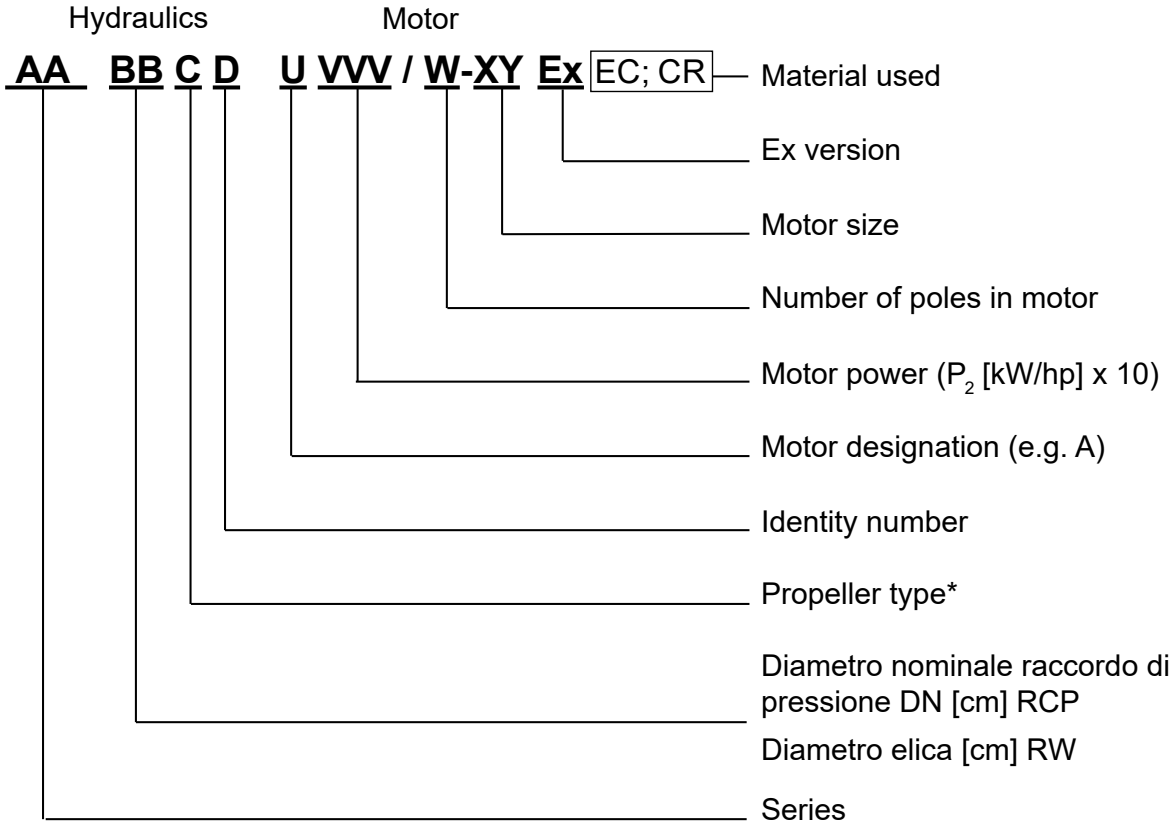 Hydraulics Motor
AA BB C D U VVV / W-XY Ex EC; CR
Material used
Ex version
Motor size
Number of poles in motor
Motor power (P₂ [kW/hp] x 10)
Motor designation (e.g. A)
Identity number
Propeller type*
Diametro nominale raccordo di
pressione DN [cm] RCP
Diametro elica [cm] RW
Series